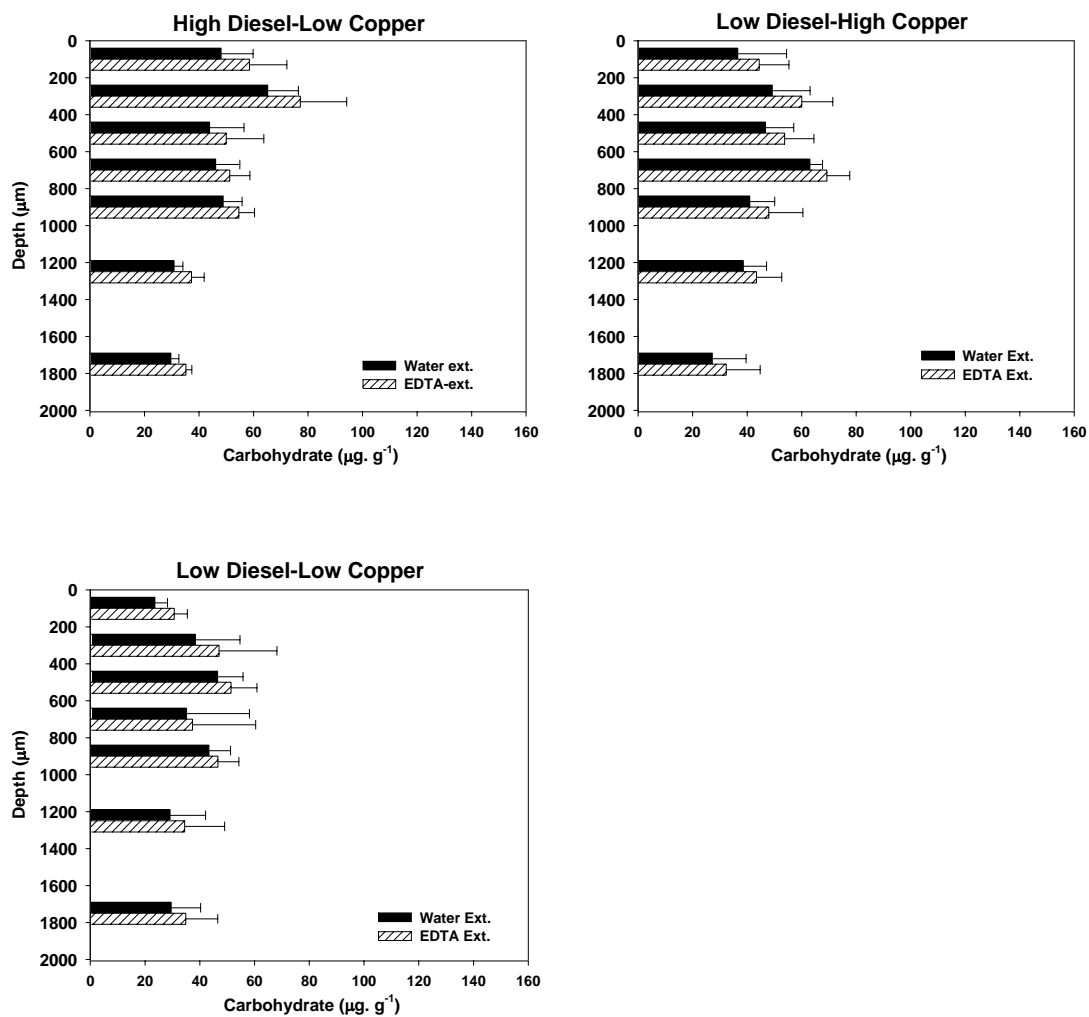 High Diesel-Low Copper
0
200
400
600
800
1000
1200
1400
1600
1800
2000
Depth (μm)
Water ext.
EDTA-ext.
0 20 40 60 80 100 120 140 160
Carbohydrate (μg. g-1)
Low Diesel-High Copper
0
200
400
600
800
1000
1200
1400
1600
1800
2000
Water Ext.
EDTA Ext.
0 20 40 60 80 100 120 140 160
Carbohydrate (μg. g-1)
Low Diesel-Low Copper
0
200
400
600
800
1000
1200
1400
1600
1800
2000
Depth (μm)
Water Ext.
EDTA Ext.
0 20 40 60 80 100 120 140 160
Carbohydrate (μg. g-1)